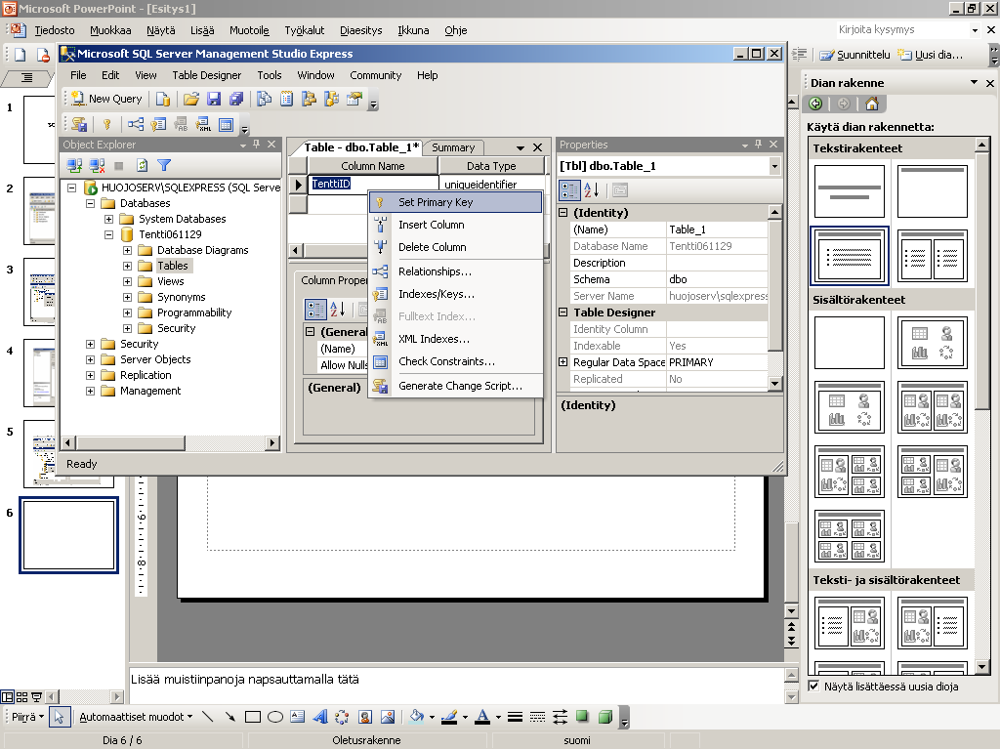 Microsoft PowerPoint - [Esitys1]
Tiedosto Muokkaa Näytä Lisää Muotoile Työkalut Diaesitys Ikkuna Ohje
Kirjoita kysymys
Suunnittelu Uusi dia...
Microsoft SQL Server Management Studio Express
File Edit View Table Designer Tools Window Community Help
New Query
Object Explorer
HUOJOSERV\SQLEXPRESS (SQL Serve
Databases
System Databases
Tentti061129
Database Diagrams
Tables
Views
Synonyms
Programmability
Security
Security
Server Objects
Replication
Management
Table - dbo.Table_1* Summary
Column Name Data Type
TenttiID uniqueidentifier
Set Primary Key
Insert Column
Delete Column
Relationships...
Indexes/Keys...
Fulltext Index...
XML Indexes...
Check Constraints...
Generate Change Script...
Column Proper
(General
(Name)
Allow Nulls
(General)
Properties
[Tbl] dbo.Table_1
(Identity)
(Name) Table_1
Database Name Tentti061129
Description
Schema dbo
Server Name huojoserv\sqlexpress
Table Designer
Identity Column
Indexable Yes
Regular Data Space PRIMARY
Replicated No
(Identity)
Ready
Dian rakenne
Käytä dian rakennetta:
Tekstirakenteet
Sisältörakenteet
Teksti- ja sisältörakenteet
Näytä lisättäessä uusia dioja
1
2
3
4
5
6
9
8
Lisää muistiinpanoja napsauttamalla tätä
Piirrä Automaattiset muodot
Dia 6 / 6 Oletusrakenne suomi